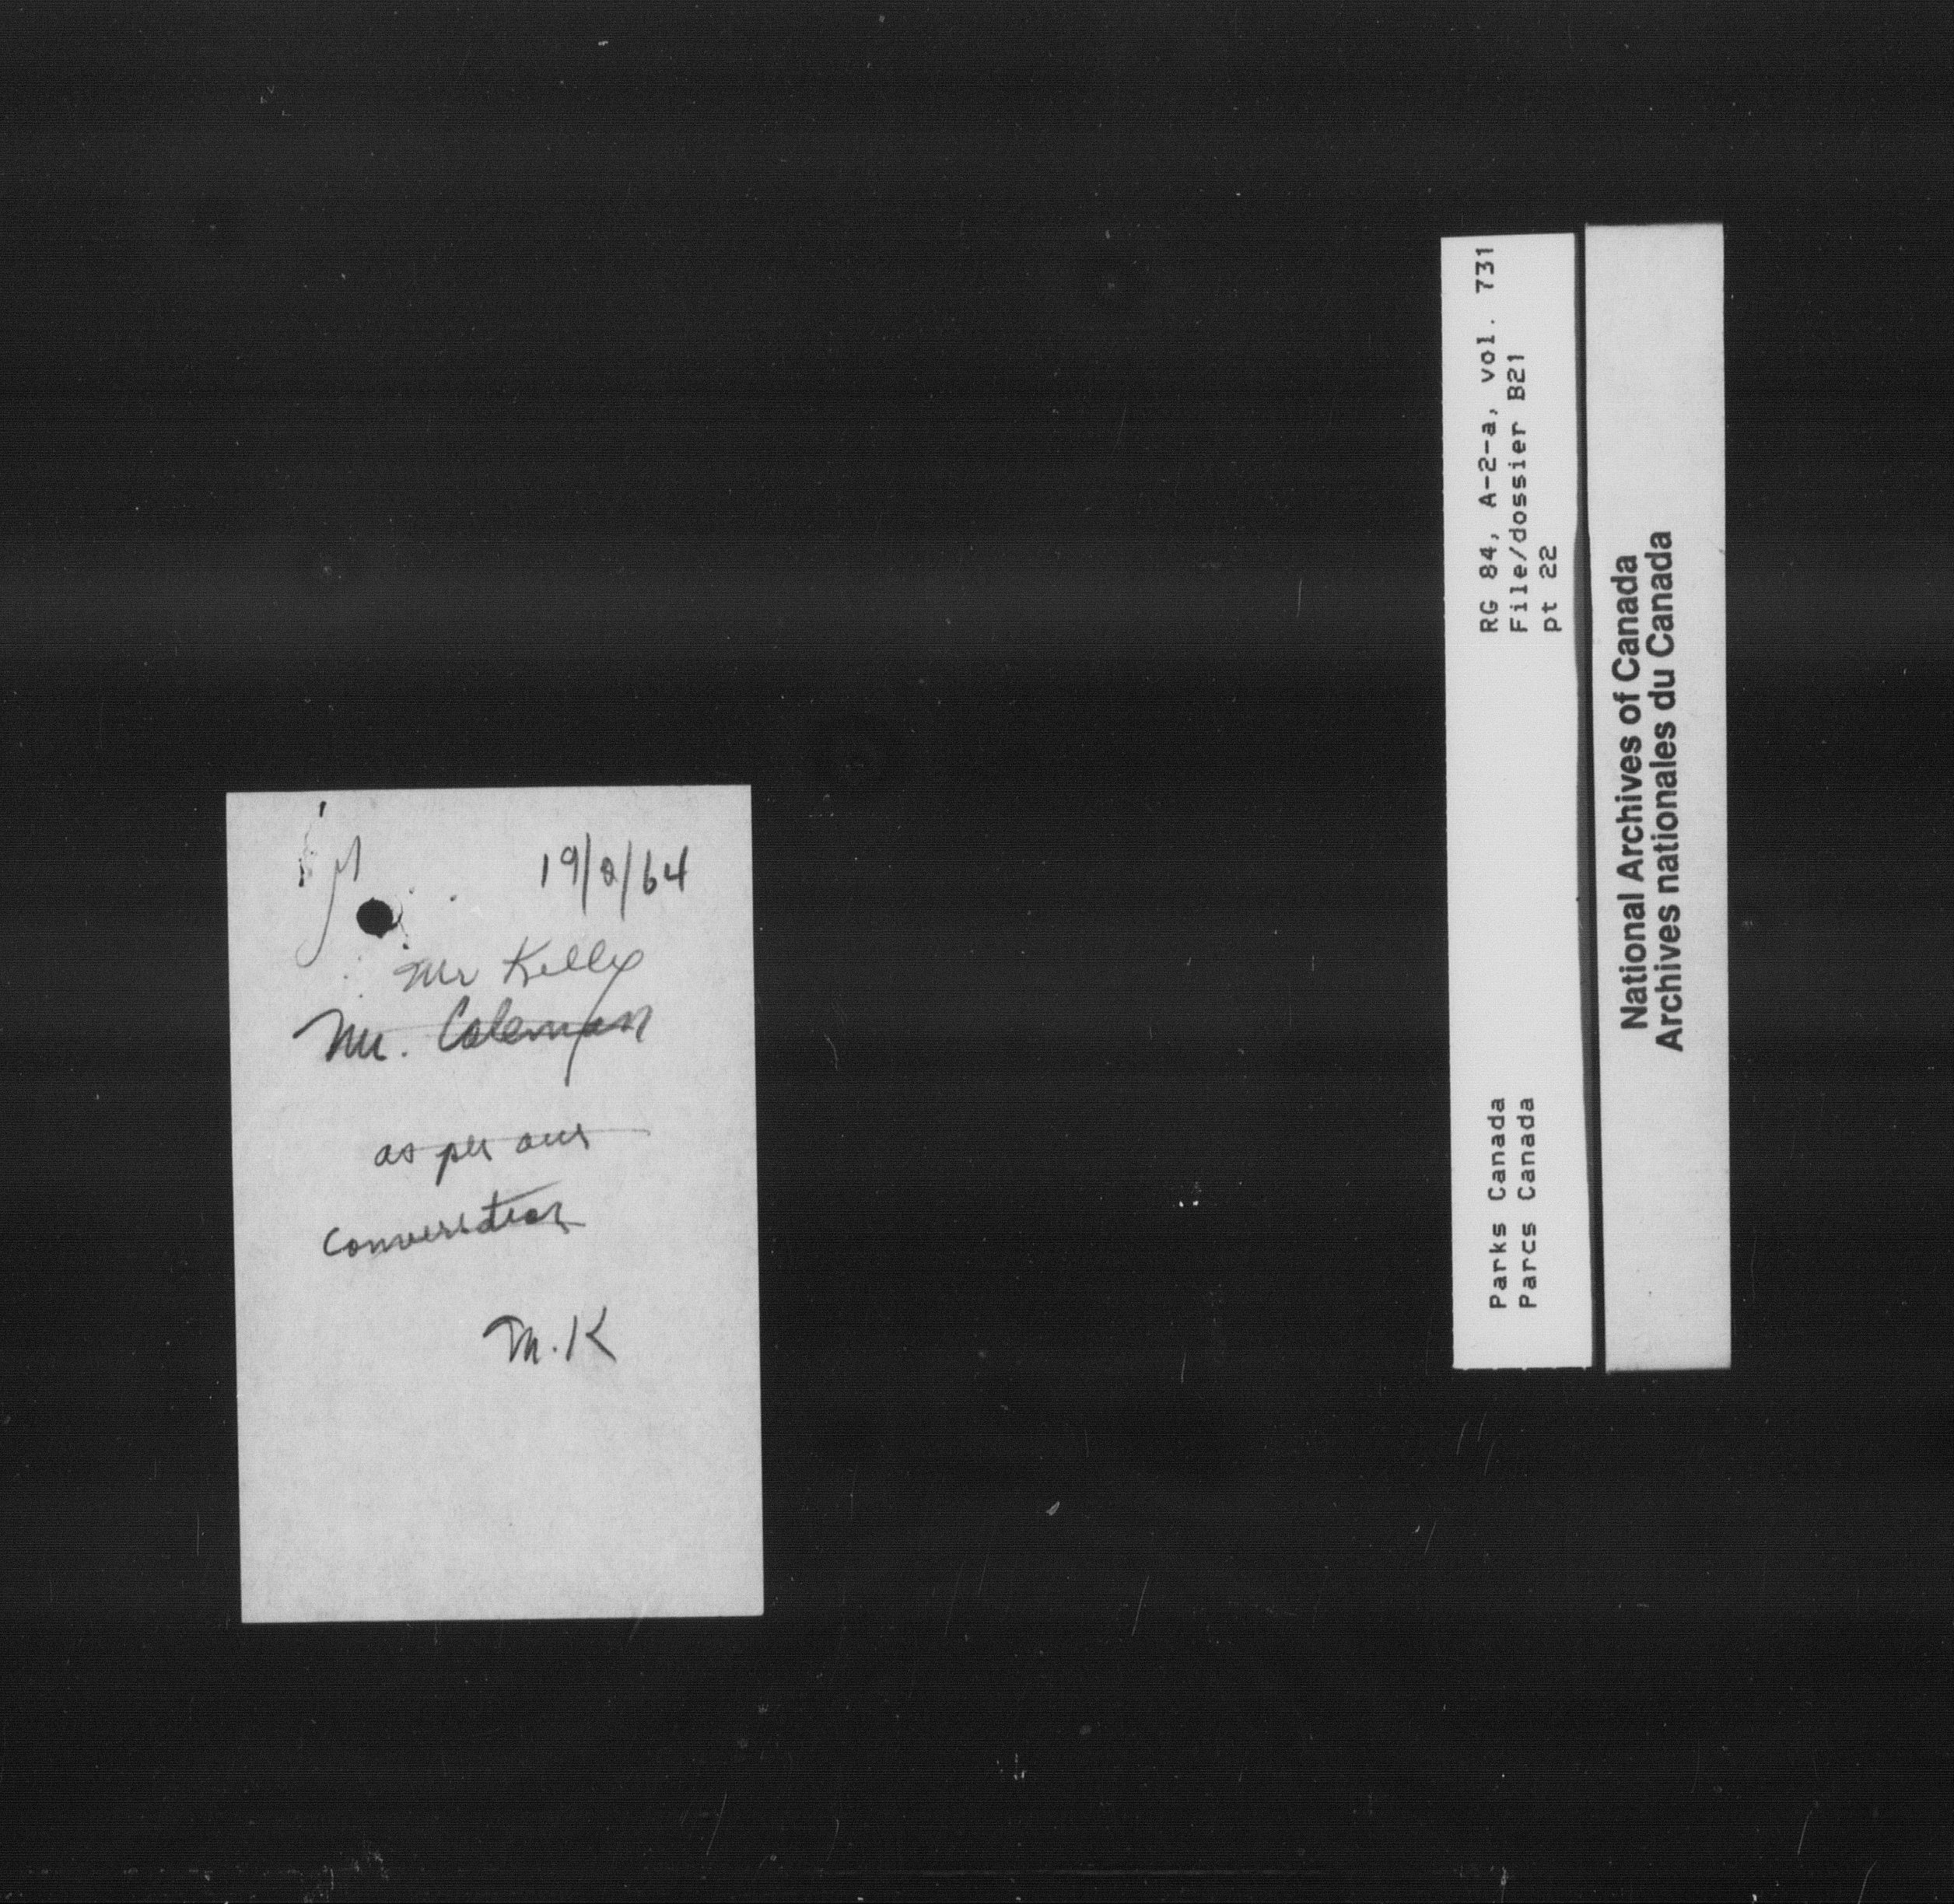 19/8/64
Mr Kelly
Mr. Coleman
as per our
conversation
M.K
RG 84, A-2-a, vol. 731
File/dossier B21
pt 22
Parks Canada
Parcs Canada
National Archives of Canada
Archives nationales du Canada